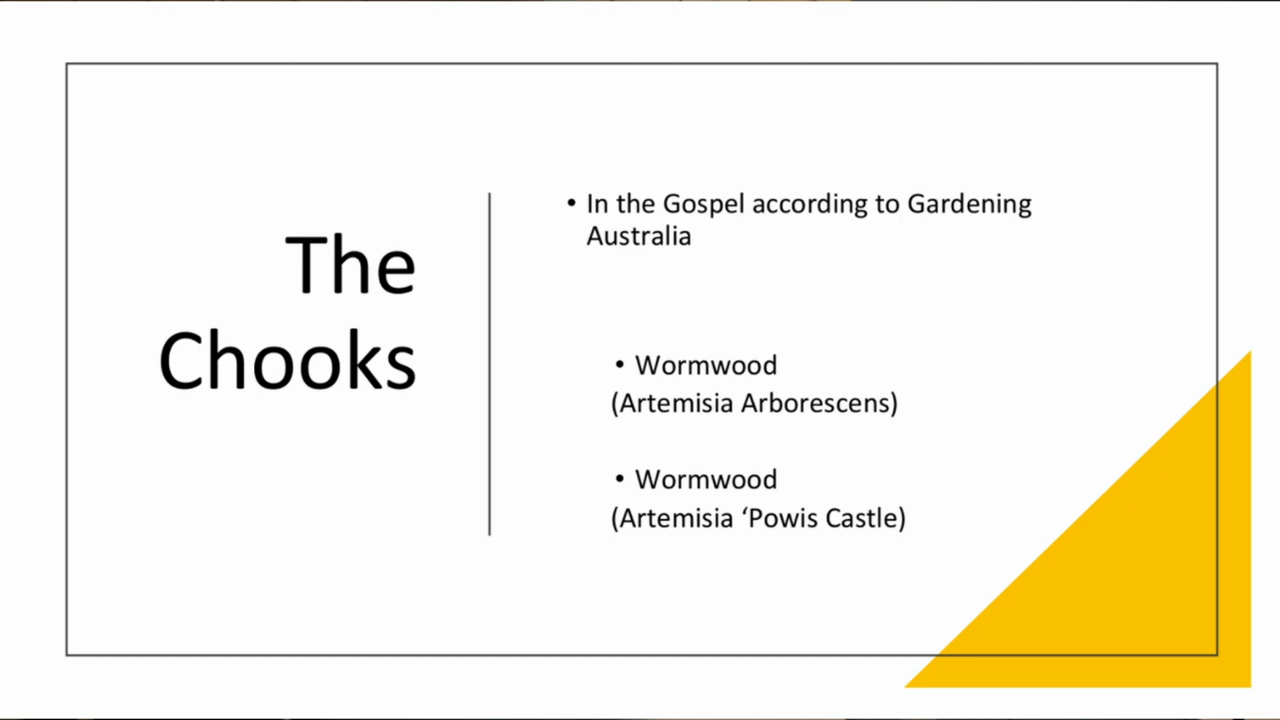 The
Chooks
• In the Gospel according to Gardening
Australia
• Wormwood
(Artemisia Arborescens)
• Wormwood
(Artemisia ‘Powis Castle)